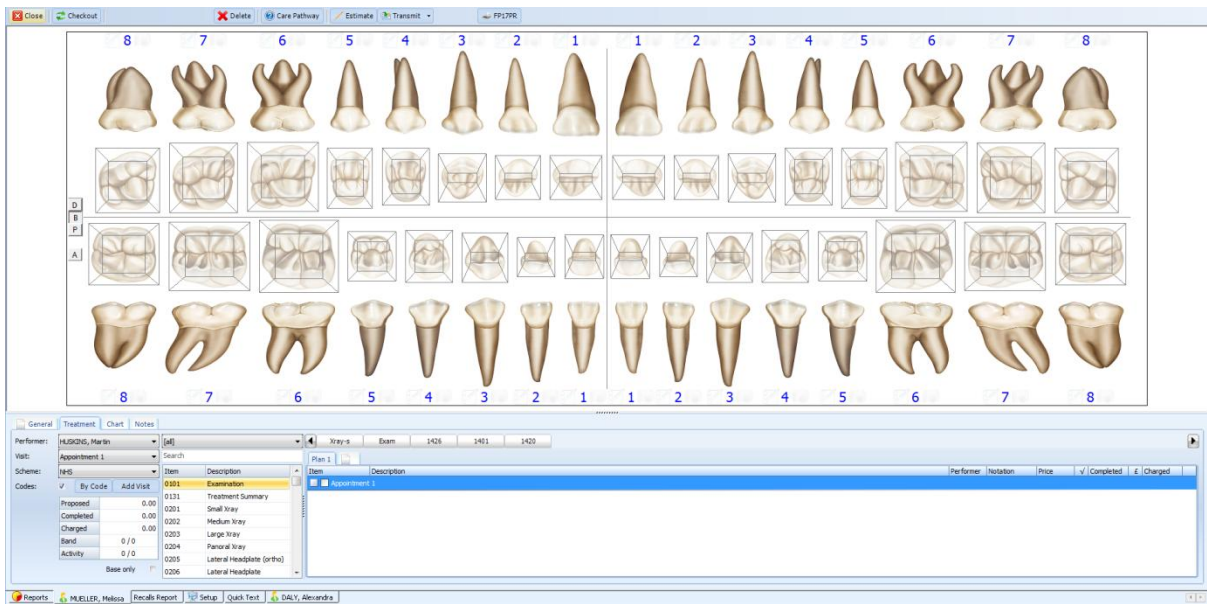 Close Checkout Delete Care Pathway Estimate Transmit FP17PR
8 7 6 5 4 3 2 1 1 2 3 4 5 6 7 8
D
B
P
A
8 7 6 5 4 3 2 1 1 2 3 4 5 6 7 8
General Treatment Chart Notes
Performer: HUSKINS, Martin [all] Xray-s Exam 1426 1401 1420
Visit: Appointment 1 Search Plan 1
Scheme: NHS Item Description Item Description Performer Notation Price √ Completed £ Charged
Codes: By Code Add Visit 0101 Examination Appointment 1
0131 Treatment Summary
Proposed 0.00 0201 Small Xray
Completed 0.00 0202 Medium Xray
Charged 0.00 0203 Large Xray
Band 0 / 0 0204 Panoral Xray
Activity 0 / 0 0205 Lateral Headplate (ortho)
Base only 0206 Lateral Headplate
Reports MUELLER, Melissa Recalls Report Setup Quick Text DALY, Alexandra